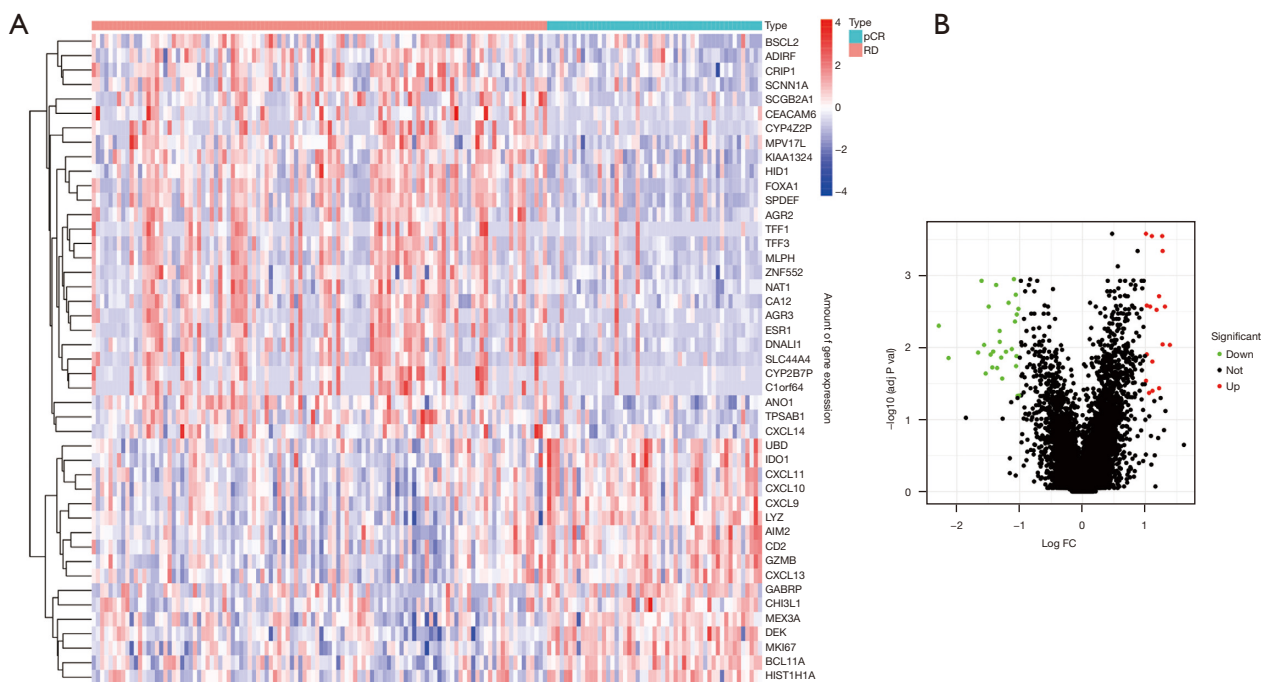 A
Type
BSCL2
ADIRF
CRIP1
SCNN1A
SCGB2A1
CEACAM6
CYP4Z2P
MPV17L
KIAA1324
HID1
FOXA1
SPDEF
AGR2
TFF1
TFF3
MLPH
ZNF552
NAT1
CA12
AGR3
ESR1
DNALI1
SLC44A4
CYP2B7P
C1orf64
ANO1
TPSAB1
CXCL14
UBD
IDO1
CXCL11
CXCL10
CXCL9
LYZ
AIM2
CD2
GZMB
CXCL13
GABRP
CHI3L1
MEX3A
DEK
MKI67
BCL11A
HIST1H1A
4
2
0
−2
−4
Amount of gene expression
Type
pCR
RD
B
3
2
1
0
−log10 (adj P val)
−2
−1
0
1
Log FC
Significant
Down
Not
Up